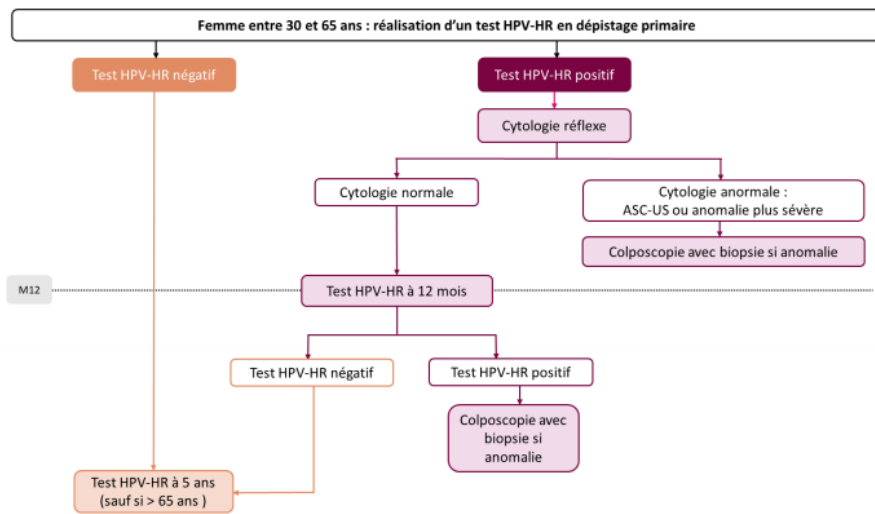 Femme entre 30 et 65 ans : réalisation d'un test HPV-HR en dépistage primaire
Test HPV-HR négatif
Test HPV-HR positif
Cytologie réflexe
Cytologie normale
Cytologie anormale :
ASC-US ou anomalie plus sévère
Colposcopie avec biopsie si anomalie
M12
Test HPV-HR à 12 mois
Test HPV-HR négatif
Test HPV-HR positif
Colposcopie avec
biopsie si
anomalie
Test HPV-HR à 5 ans
(sauf si > 65 ans )